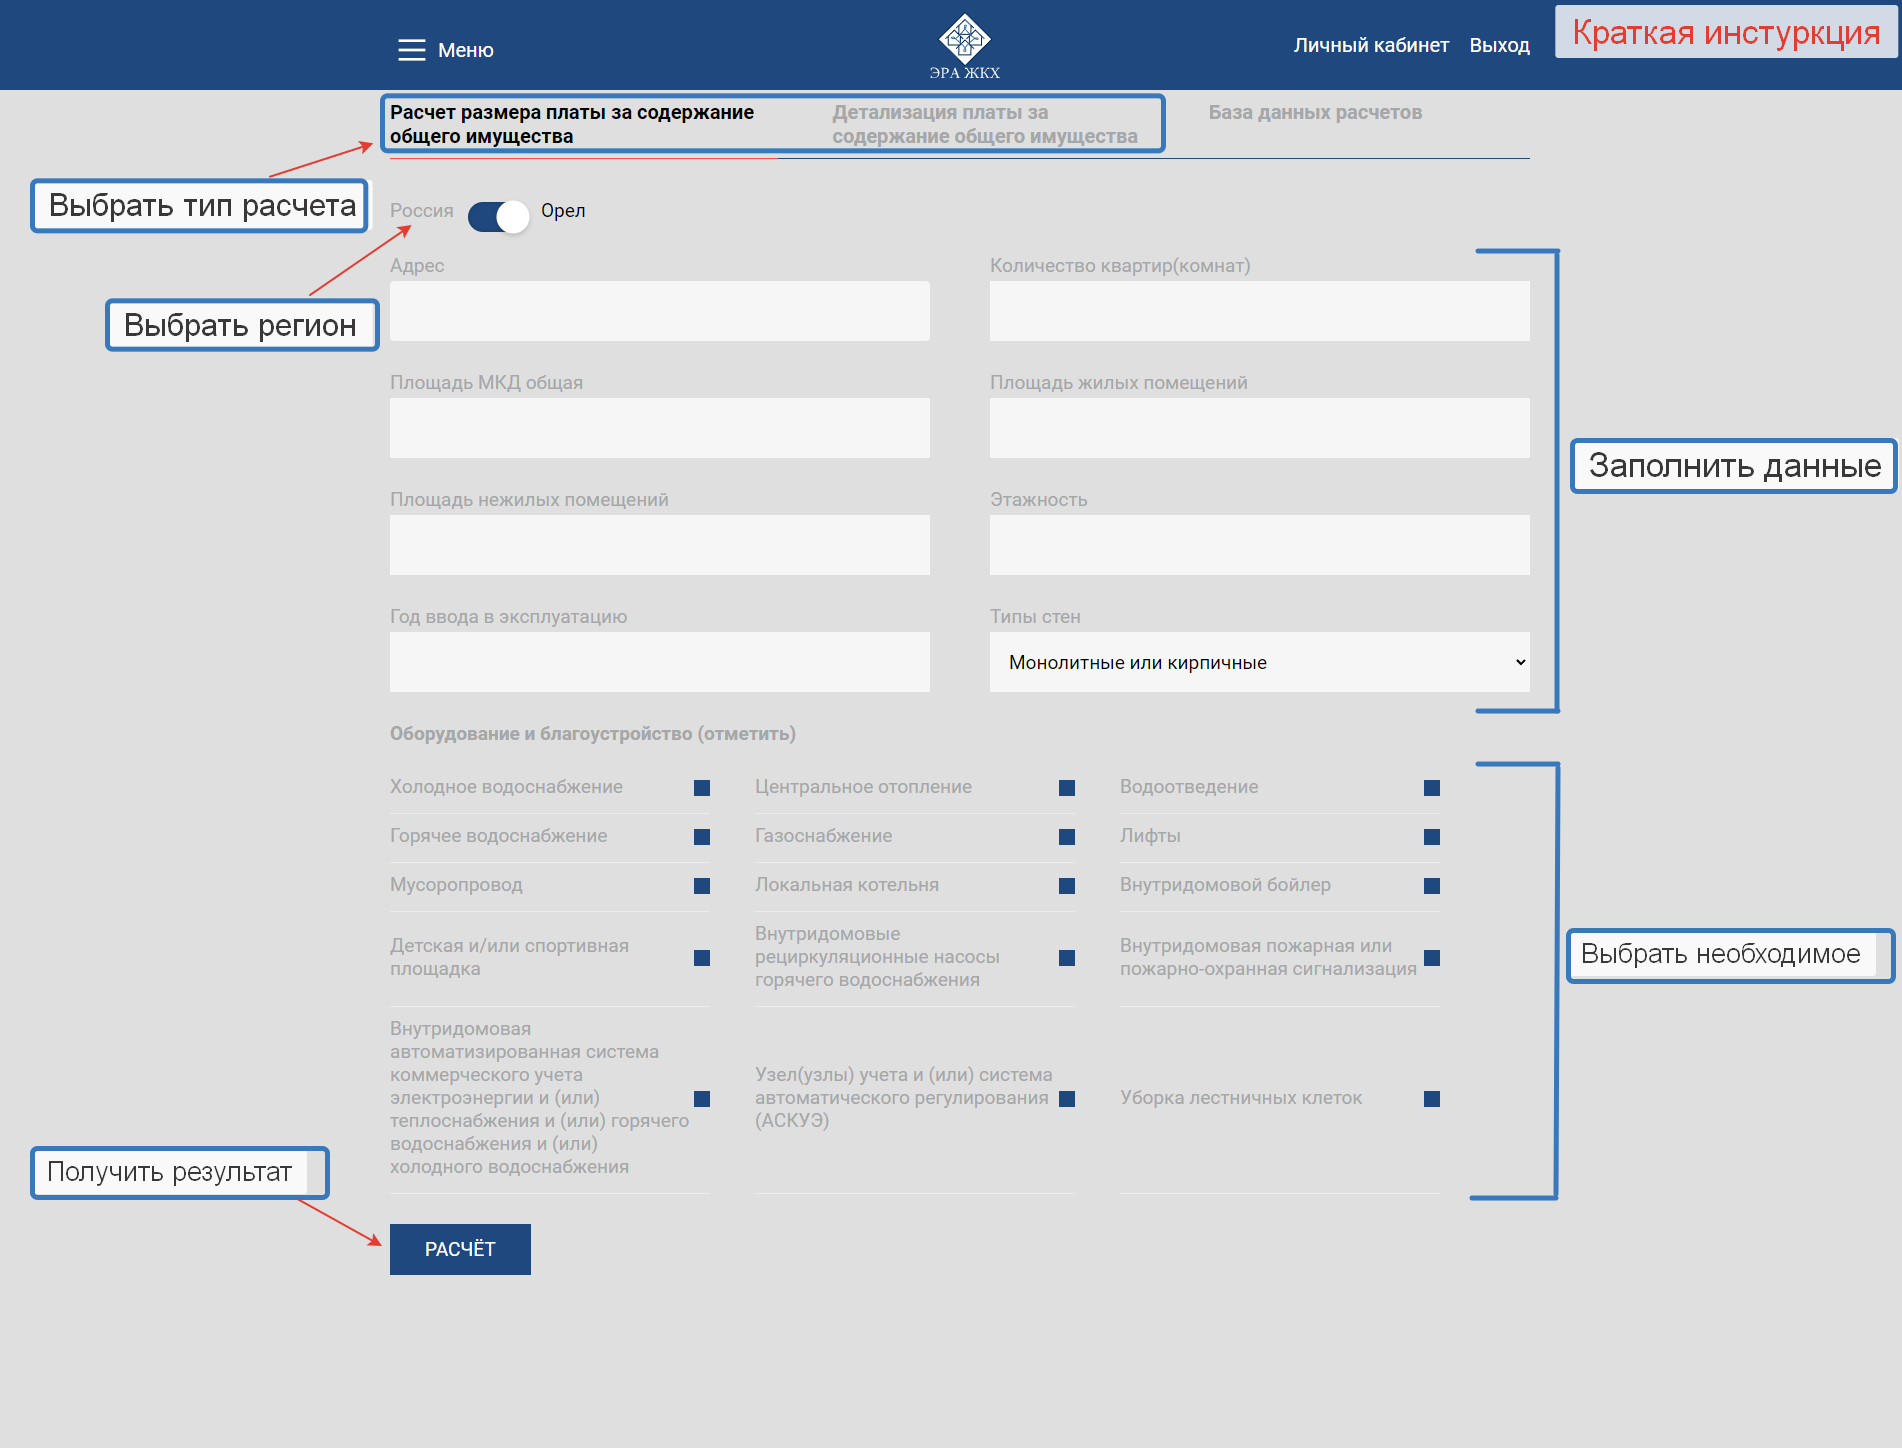 Меню
ЭРА ЖКХ
Личный кабинет
Выход
Краткая инстуркция
Расчет размера платы за содержание
общего имущества
Детализация платы за
содержание общего имущества
База данных расчетов
Выбрать тип расчета
Россия
Орел
Выбрать регион
Адрес
Количество квартир(комнат)
Площадь МКД общая
Площадь жилых помещений
Заполнить данные
Площадь нежилых помещений
Этажность
Год ввода в эксплуатацию
Типы стен
Монолитные или кирпичные
Оборудование и благоустройство (отметить)
Холодное водоснабжение
Центральное отопление
Водоотведение
Горячее водоснабжение
Газоснабжение
Лифты
Мусоропровод
Локальная котельня
Внутридомовой бойлер
Детская и/или спортивная
площадка
Внутридомовые
рециркуляционные насосы
горячего водоснабжения
Внутридомовая пожарная или
пожарно-охранная сигнализация
Выбрать необходимое
Внутридомовая
автоматизированная система
коммерческого учета
электроэнергии и (или)
теплоснабжения и (или) горячего
водоснабжения и (или)
холодного водоснабжения
Узел(узлы) учета и (или) система
автоматического регулирования
(АСКУЭ)
Уборка лестничных клеток
Получить результат
РАСЧЁТ